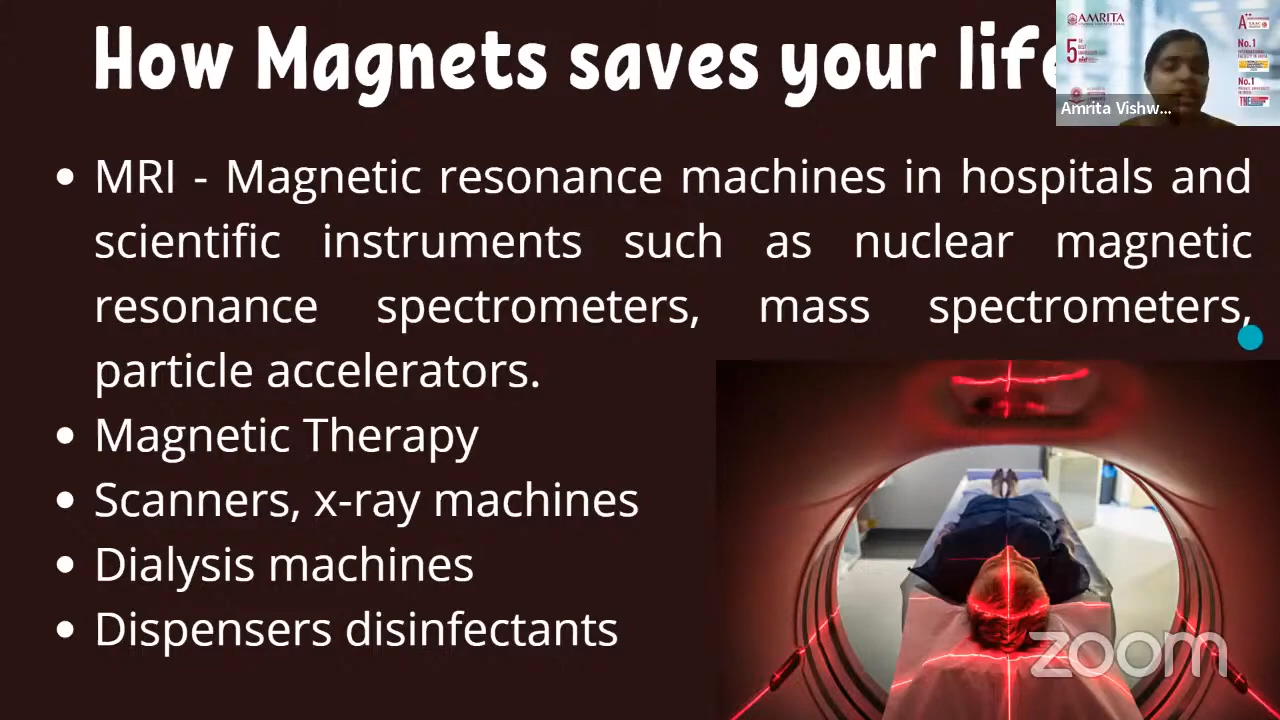 How Magnets saves your life
MRI - Magnetic resonance machines in hospitals and
scientific instruments such as nuclear magnetic
resonance spectrometers, mass spectrometers,
particle accelerators.
Magnetic Therapy
Scanners, x-ray machines
Dialysis machines
Dispensers disinfectants
AMRITA
5
A++
No.1
No.1
Amrita Vishw...
zoom